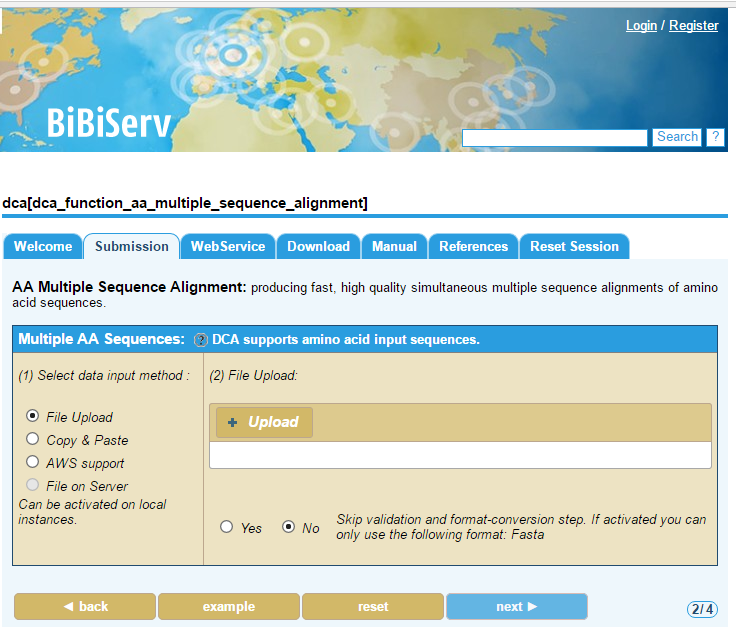 Login / Register
BiBiServ
Search ?
dca[dca_function_aa_multiple_sequence_alignment]
Welcome Submission WebService Download Manual References Reset Session
AA Multiple Sequence Alignment: producing fast, high quality simultaneous multiple sequence alignments of amino
acid sequences.
Multiple AA Sequences: ? DCA supports amino acid input sequences.
(1) Select data input method :
File Upload
Copy & Paste
AWS support
File on Server
Can be activated on local
instances.
(2) File Upload:
+ Upload
Yes No
Skip validation and format-conversion step. If activated you can
only use the following format: Fasta
◄ back example reset next ►
2/4